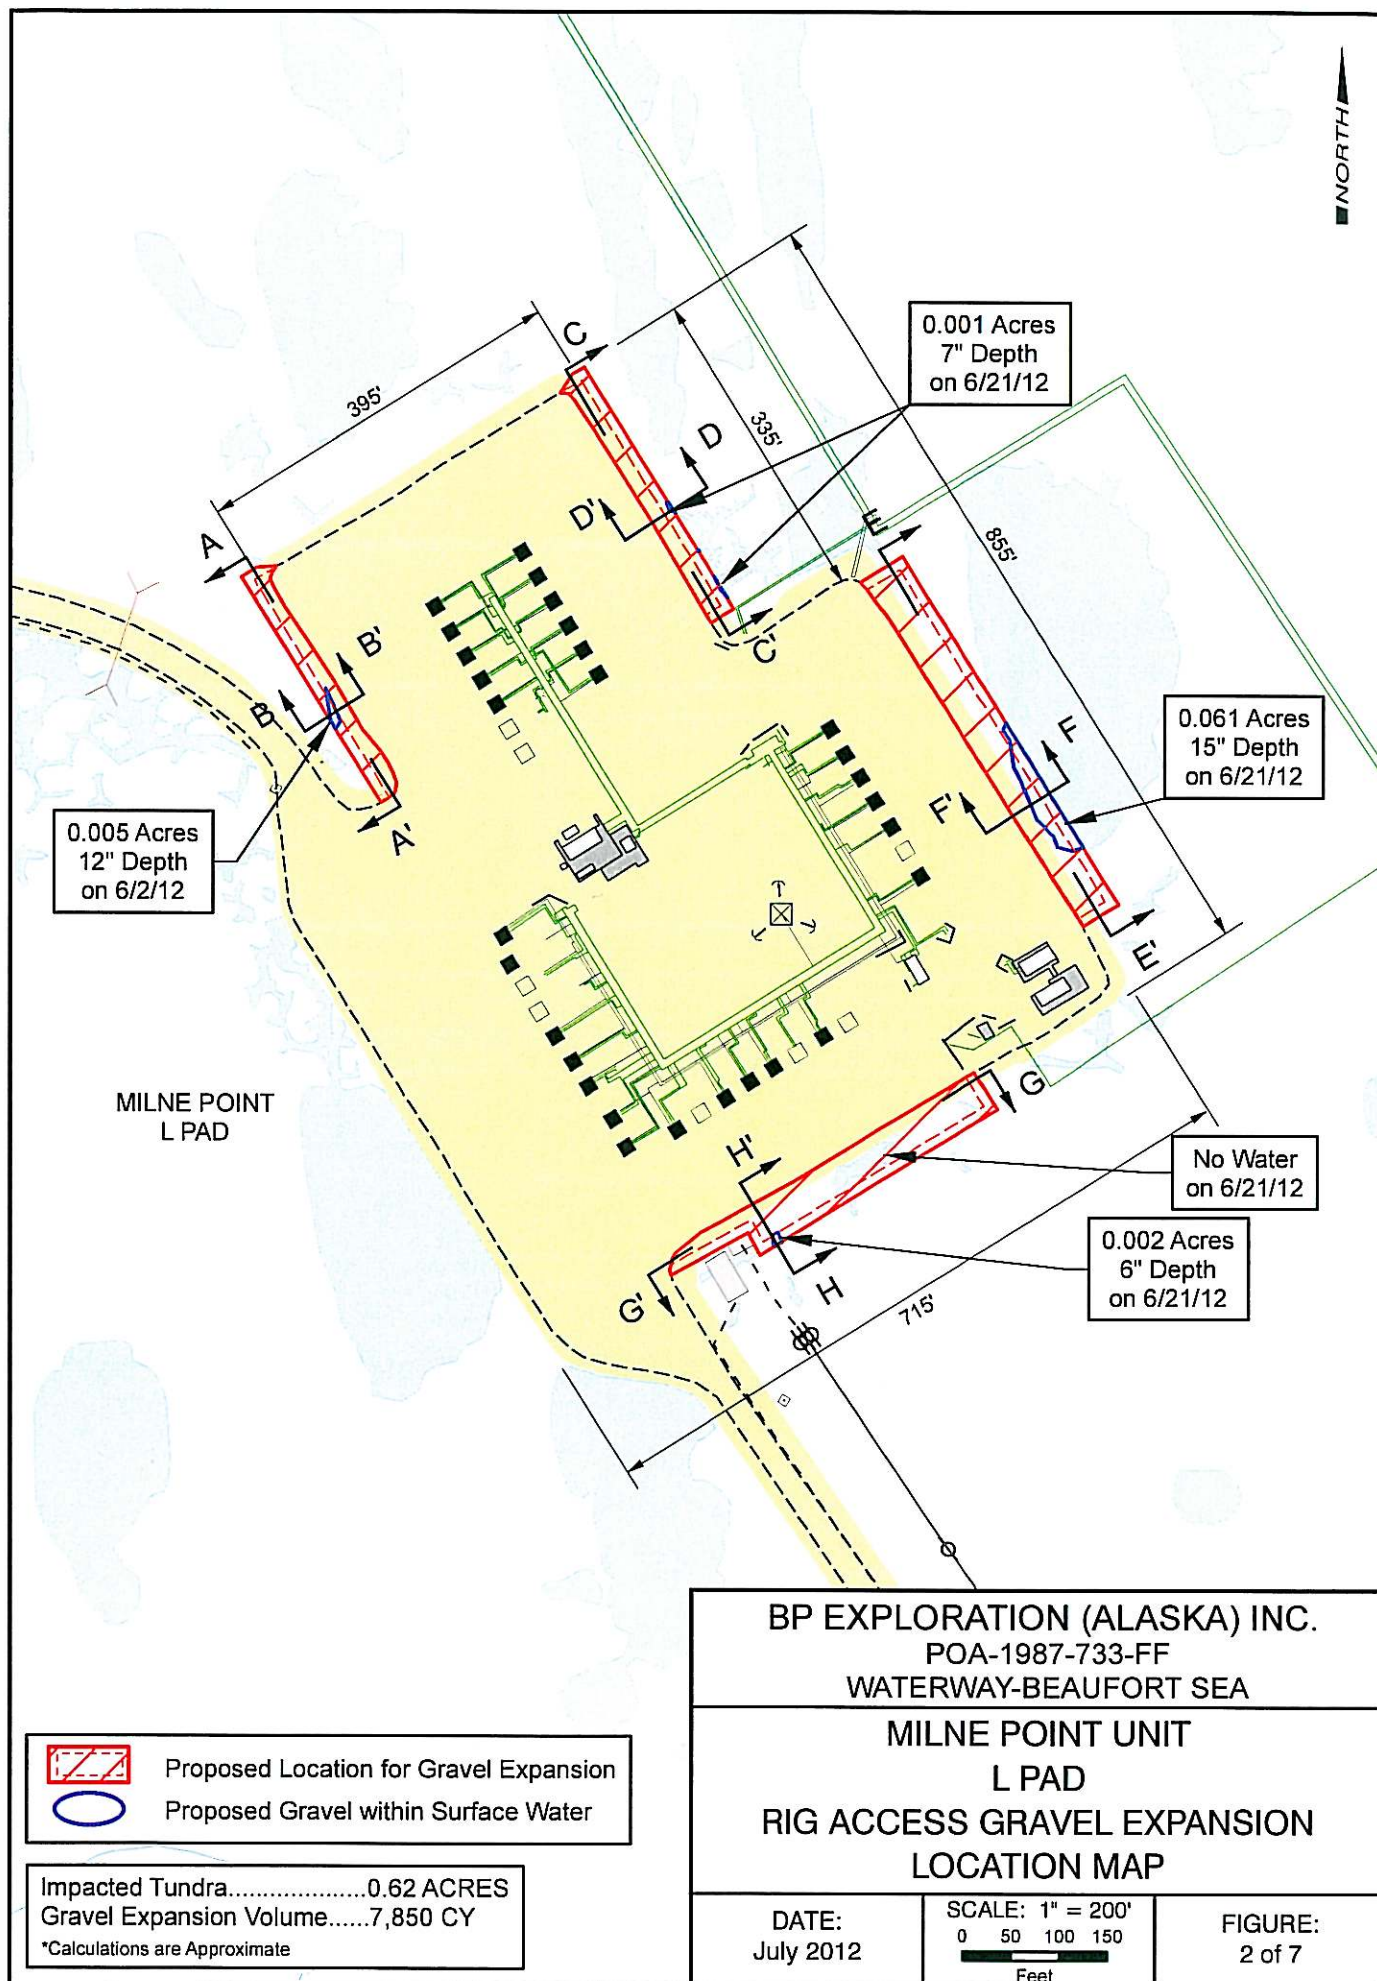 NORTH
0.001 Acres
7" Depth
on 6/21/12
C
395'
335'
D
D'
E
855'
A
B'
B
C'
F
0.061 Acres
15" Depth
on 6/21/12
F'
A'
0.005 Acres
12" Depth
on 6/2/12
E'
G
MILNE POINT
L PAD
H'
No Water
on 6/21/12
0.002 Acres
6" Depth
on 6/21/12
H
G'
715'
BP EXPLORATION (ALASKA) INC.
POA-1987-733-FF
WATERWAY-BEAUFORT SEA
MILNE POINT UNIT
L PAD
RIG ACCESS GRAVEL EXPANSION
LOCATION MAP
Proposed Location for Gravel Expansion
Proposed Gravel within Surface Water
Impacted Tundra....................0.62 ACRES
Gravel Expansion Volume......7,850 CY
*Calculations are Approximate
DATE:
July 2012
SCALE: 1" = 200'
0 50 100 150
Feet
FIGURE:
2 of 7